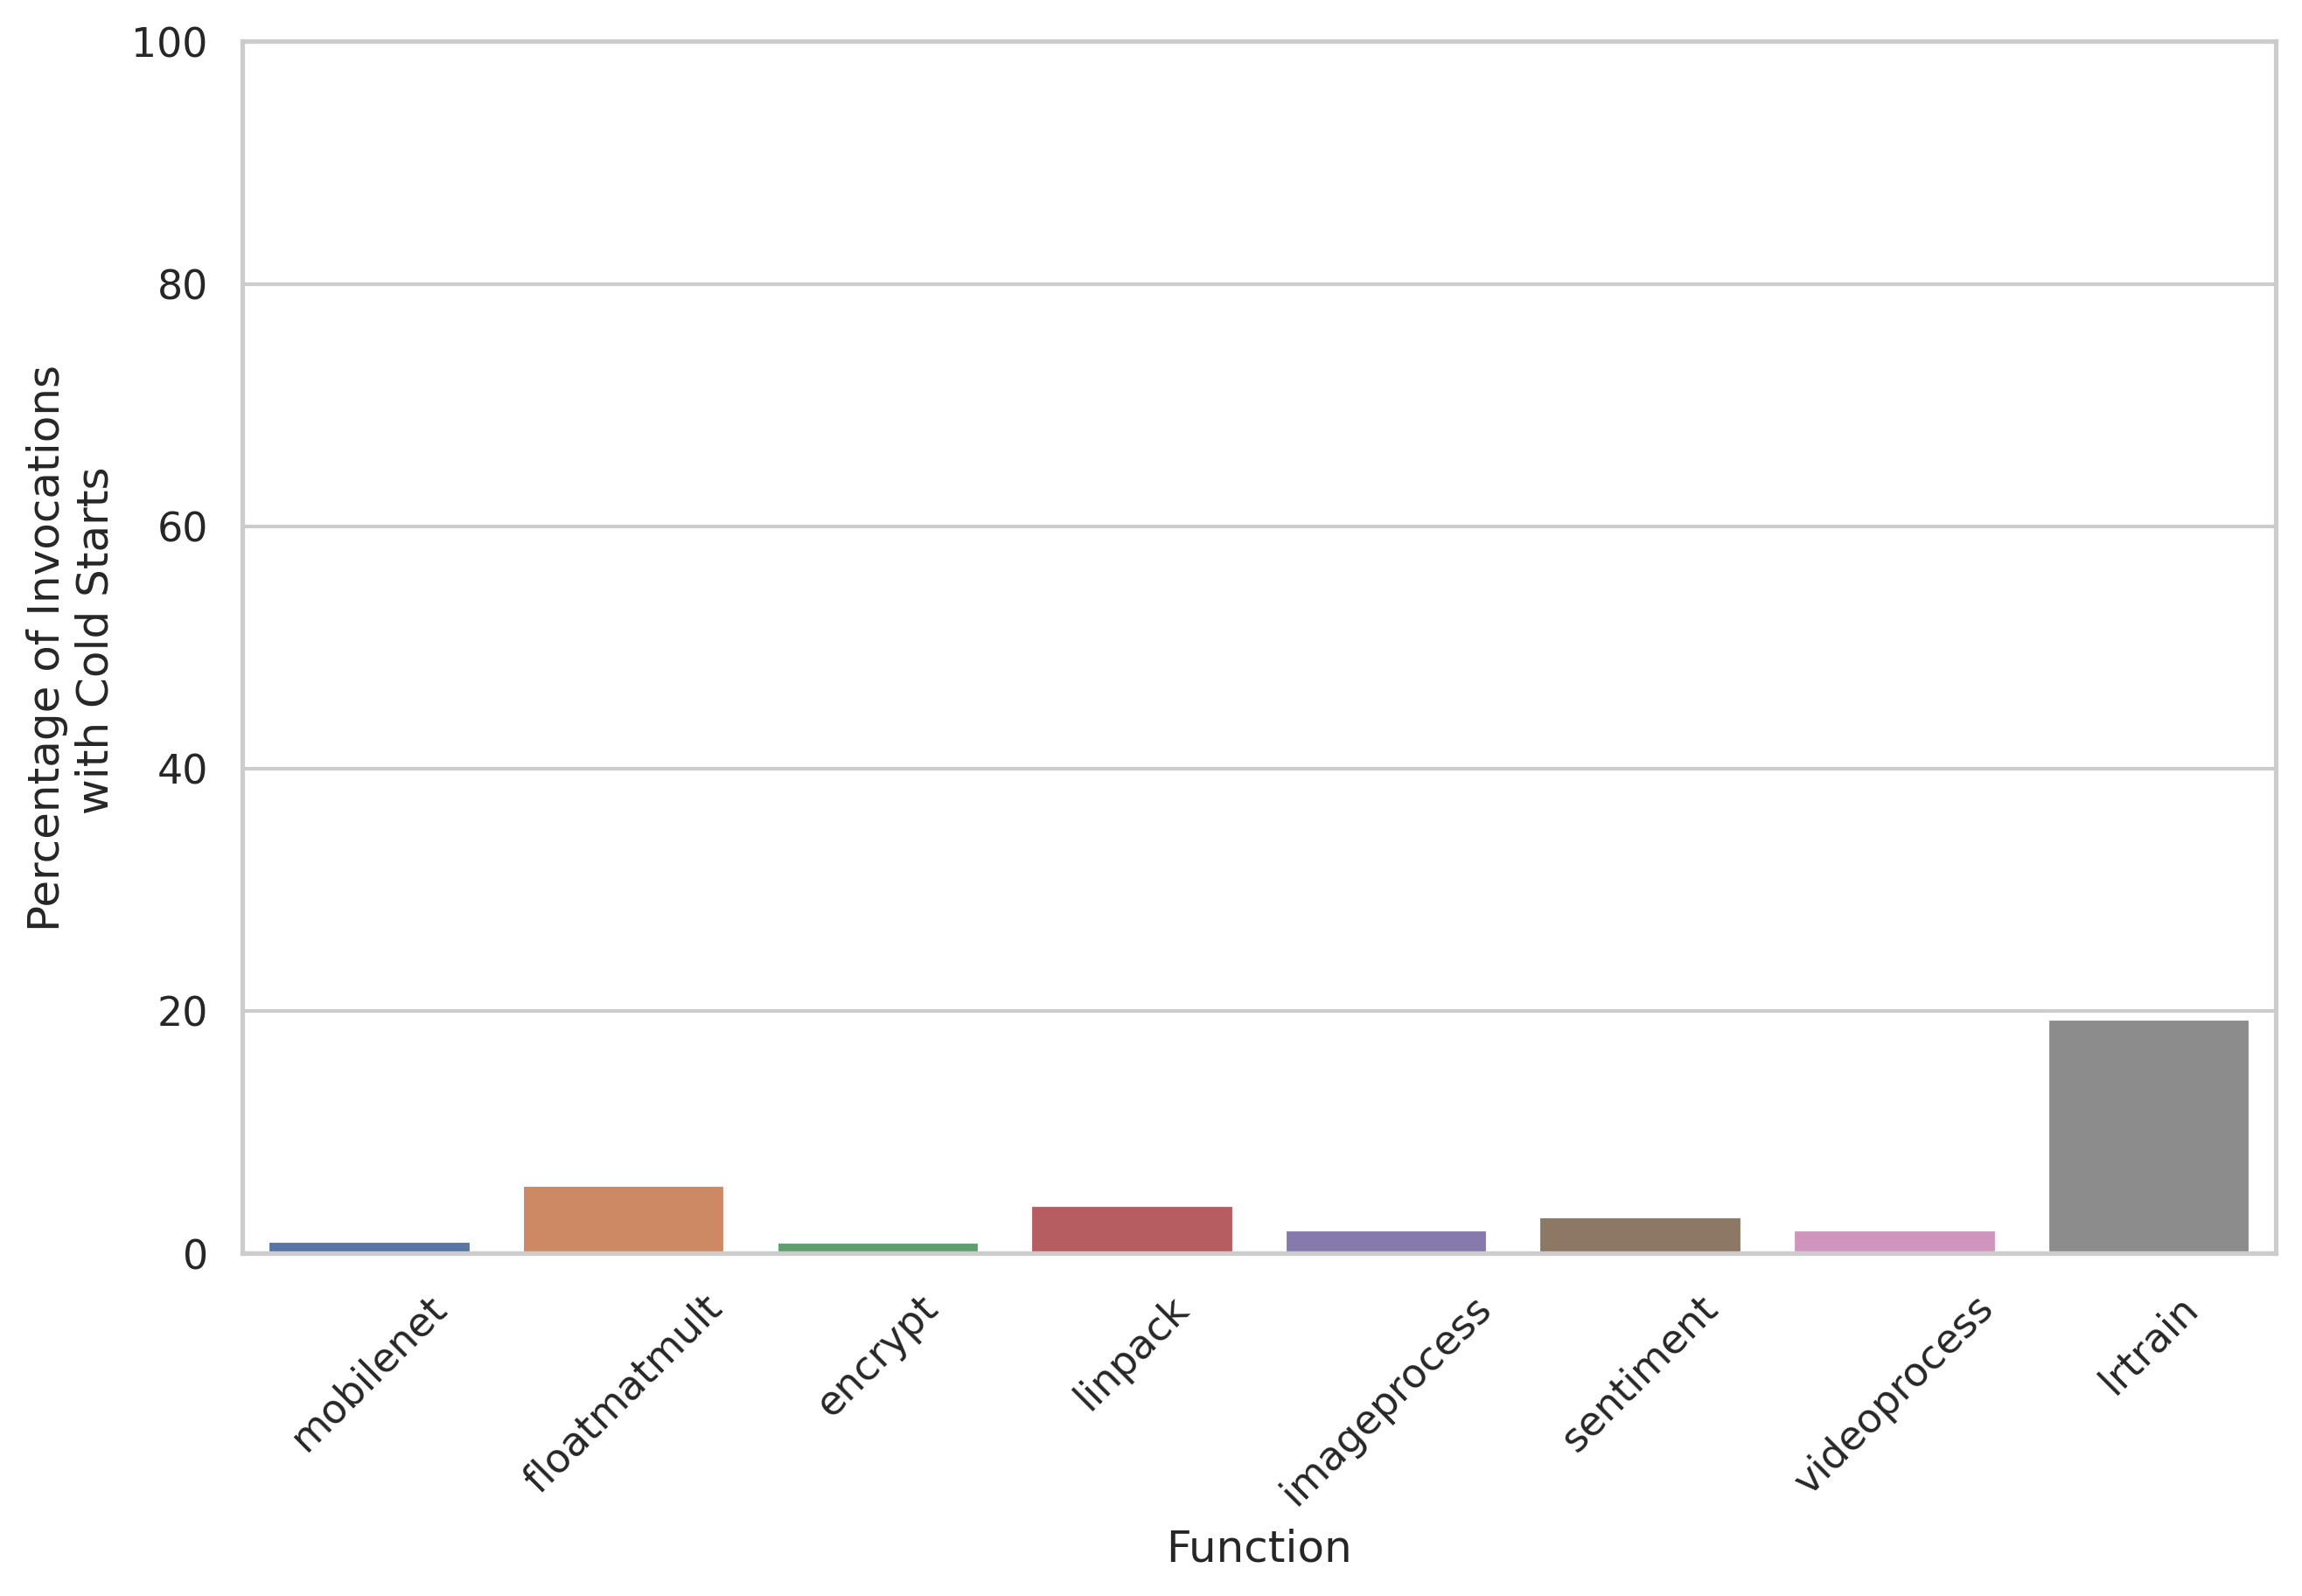 Percentage of Invocations
with Cold Starts
100
80
60
40
20
0
mobilenet
floatmatmult
encrypt
linpack
imageprocess
sentiment
videoprocess
lrtrain
Function